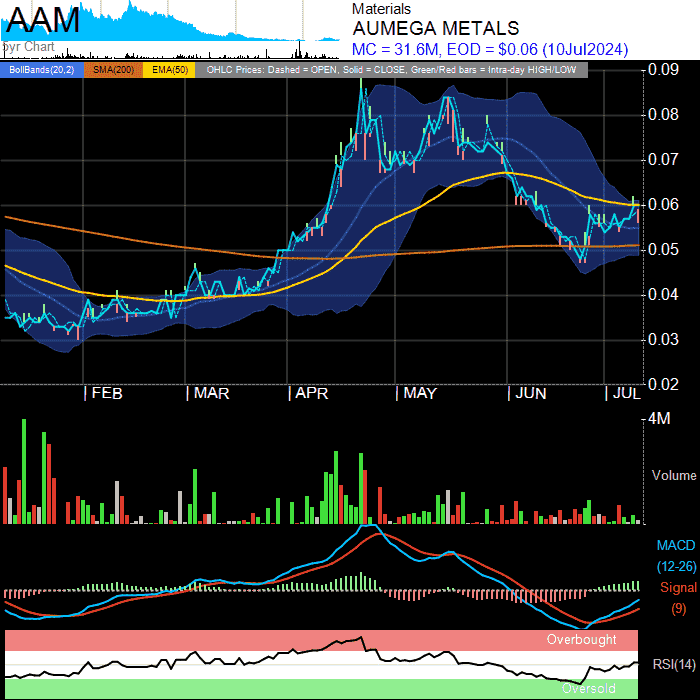 AAM
5yr Chart
Materials
AUMEGA METALS
MC = 31.6M, EOD = $0.06 (10Jul2024)
BollBands(20,2) SMA(200) EMA(50) OHLC Prices: Dashed = OPEN, Solid = CLOSE, Green/Red bars = Intra-day HIGH/LOW
0.09
0.08
0.07
0.06
0.05
0.04
0.03
0.02
| FEB | MAR | APR | MAY | JUN | JUL
4M
Volume
MACD
(12-26)
Signal
(9)
Overbought
RSI(14)
Oversold